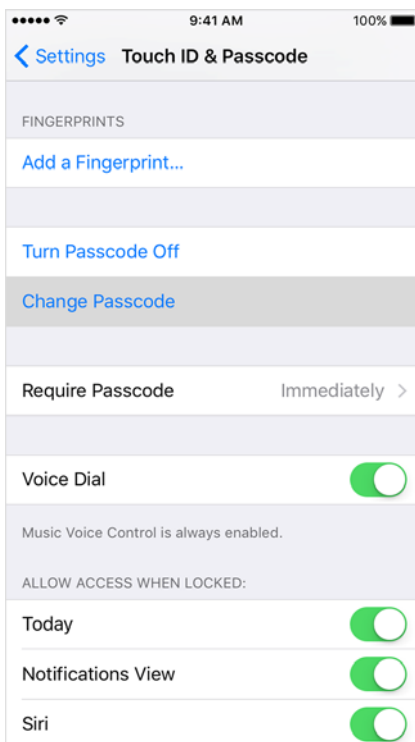 9:41 AM
100%
Settings
Touch ID & Passcode
FINGERPRINTS
Add a Fingerprint...
Turn Passcode Off
Change Passcode
Require Passcode
Immediately
Voice Dial
Music Voice Control is always enabled.
ALLOW ACCESS WHEN LOCKED:
Today
Notifications View
Siri